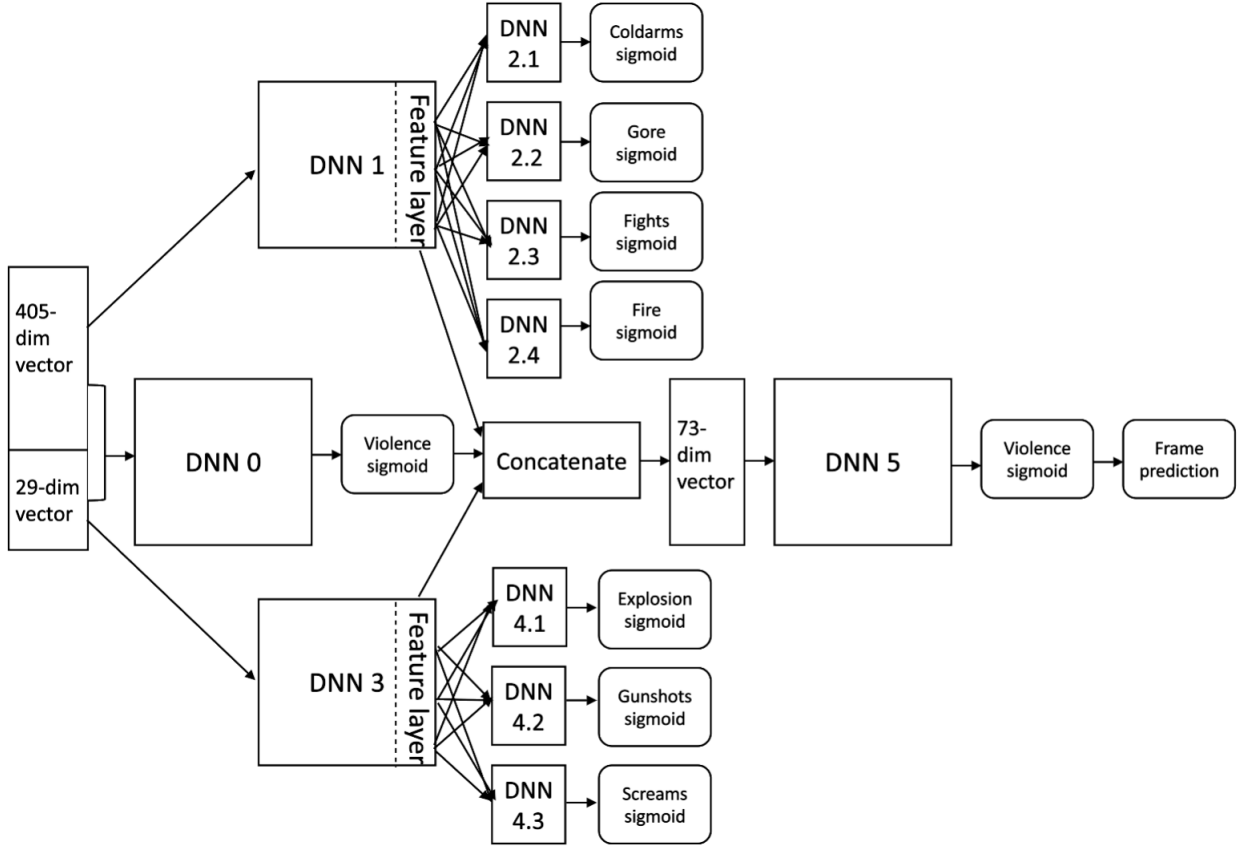 DNN
2.1
Coldarms
sigmoid
DNN 1
Feature layer
DNN
2.2
Gore
sigmoid
DNN
2.3
Fights
sigmoid
DNN
2.4
Fire
sigmoid
405-
dim
vector
29-dim
vector
DNN 0
Violence
sigmoid
Concatenate
73-
dim
vector
DNN 5
Violence
sigmoid
Frame
prediction
DNN 3
Feature layer
DNN
4.1
Explosion
sigmoid
DNN
4.2
Gunshots
sigmoid
DNN
4.3
Screams
sigmoid